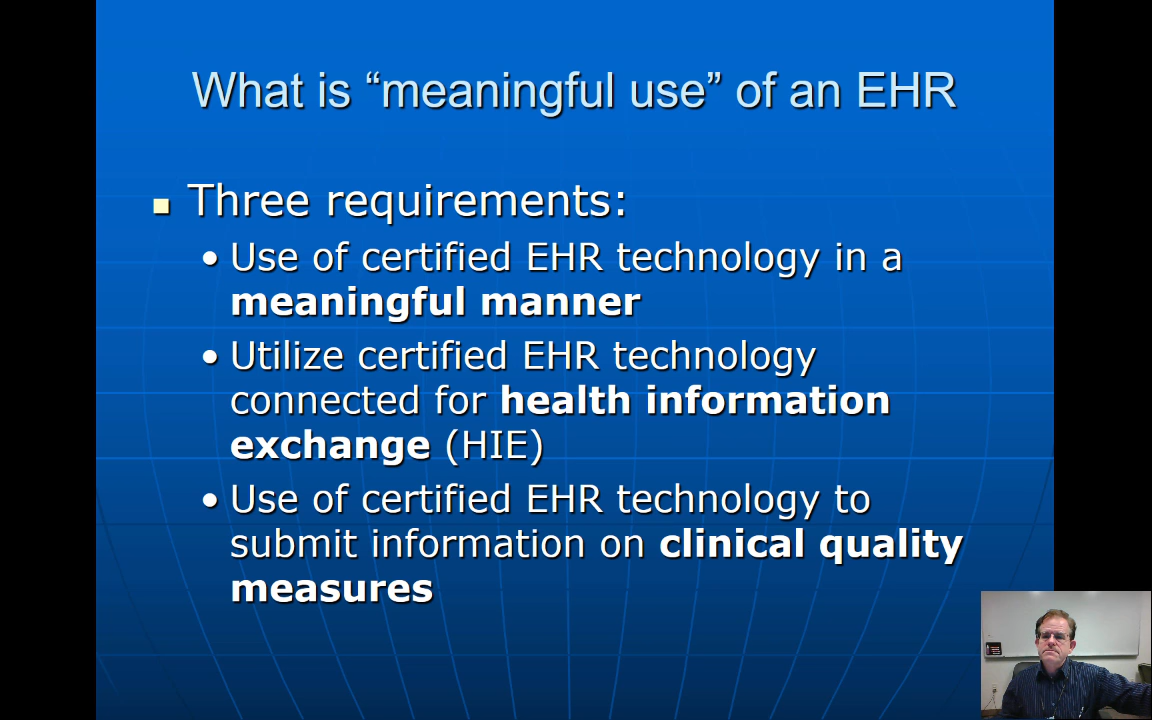 What is “meaningful use” of an EHR
Three requirements:
Use of certified EHR technology in a
meaningful manner
Utilize certified EHR technology
connected for health information
exchange (HIE)
Use of certified EHR technology to
submit information on clinical quality
measures